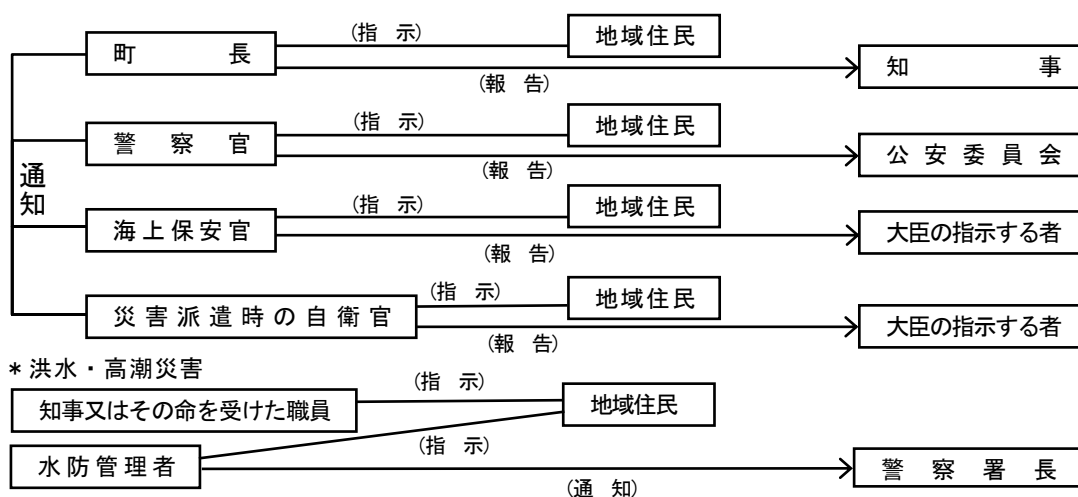 (指 示)
町 長
地域住民
(報 告)
知 事
(指 示)
警 察 官
地域住民
(報 告)
公 安 委 員 会
通知
(指 示)
海 上 保 安 官
地域住民
(報 告)
大臣の指示する者
(指 示)
災 害 派 遣 時 の 自 衛 官
地域住民
(報 告)
大臣の指示する者
*洪水・高潮災害
(指 示)
知事又はその命を受けた職員
地域住民
(指 示)
水 防 管 理 者
(通 知)
警 察 署 長